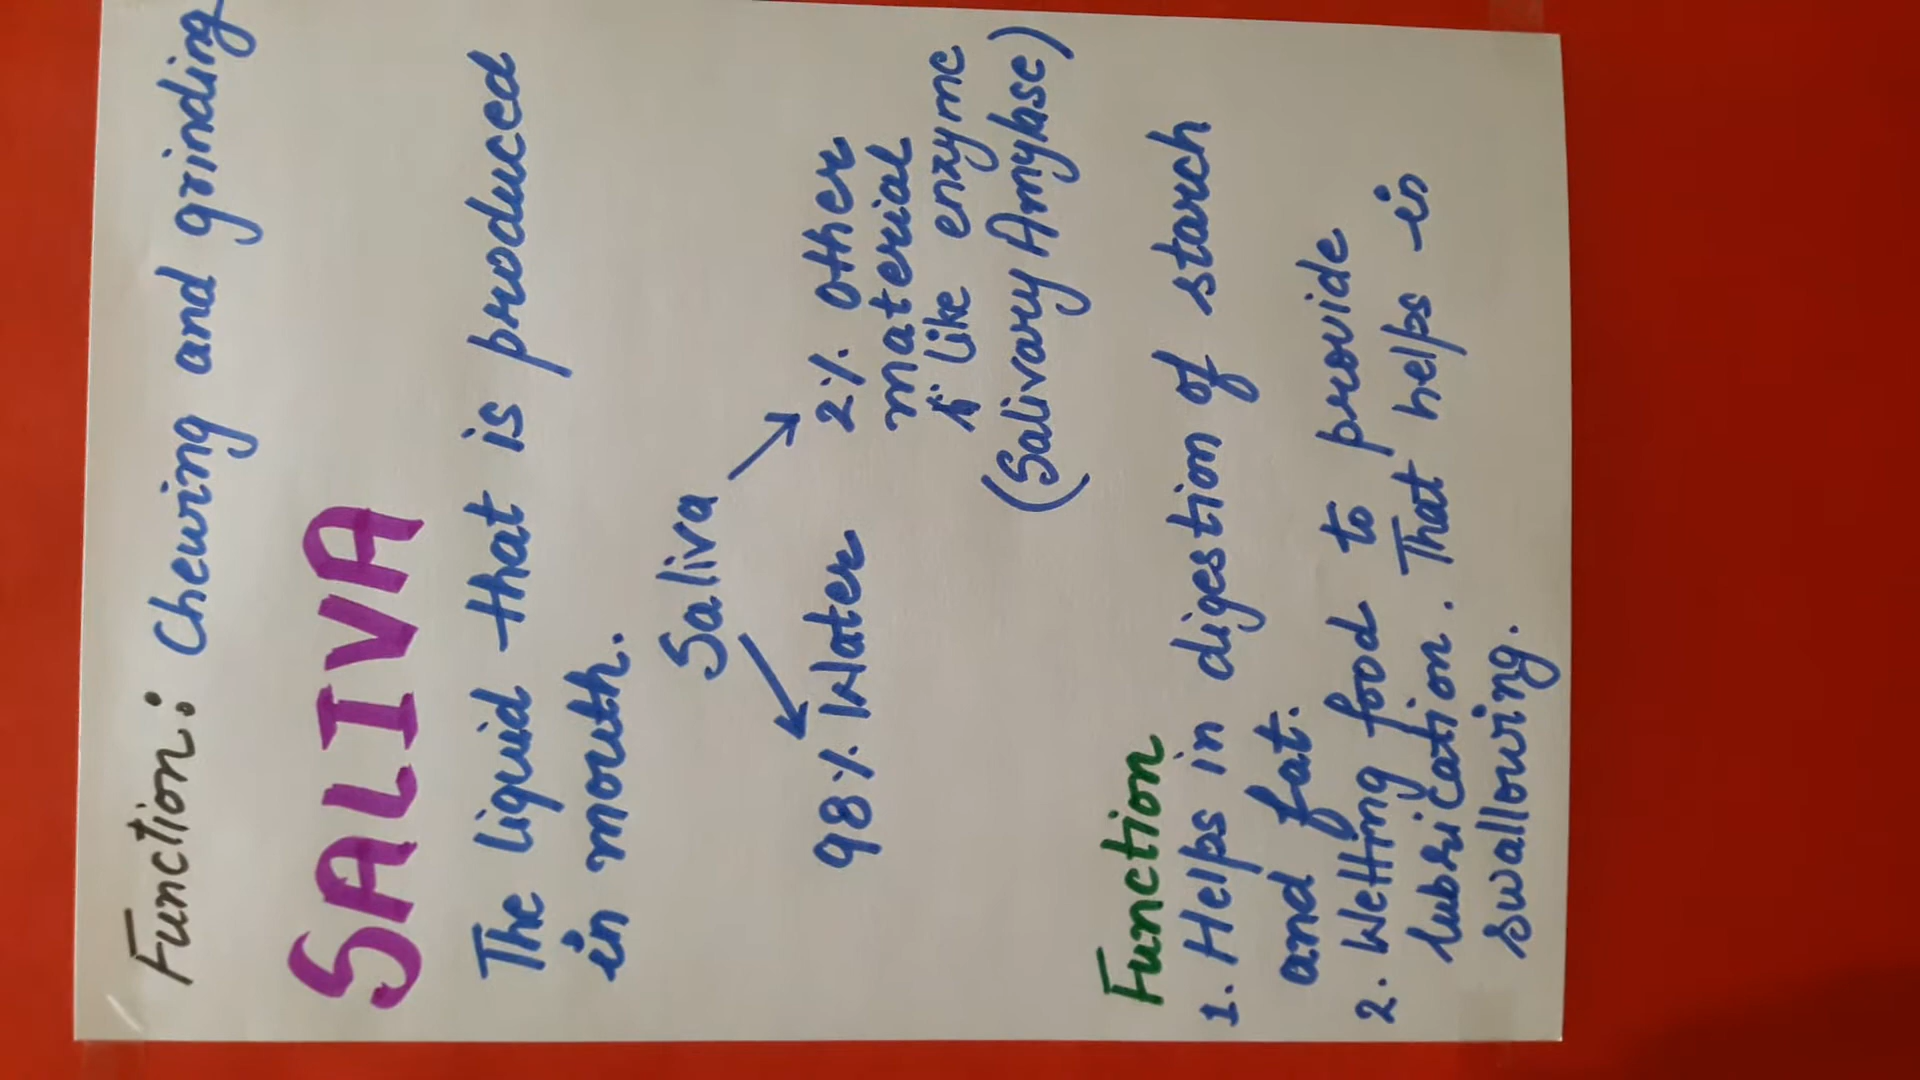 Function: Chewing and grinding
SALIVA
The liquid that is produced
in mouth.
Saliva
98% Water
2% other
material
like enzyme
(Salivary Amylase)
Function
1. Helps in digestion of starch
and fat.
2. Wetting food to provide
lubrication. That helps in
swallowing.